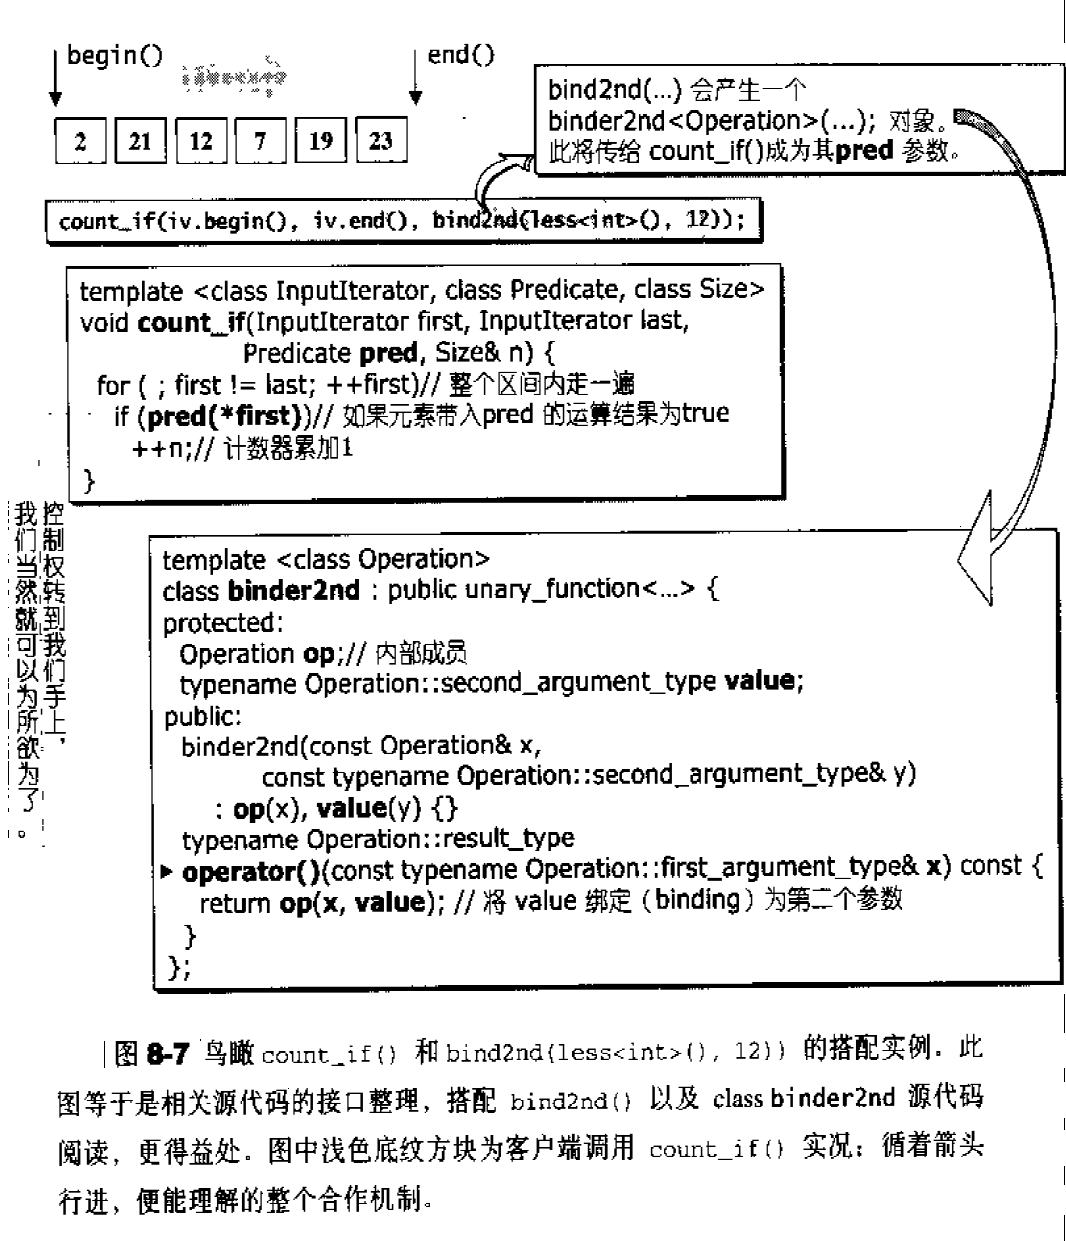 begin()
end()
2 21 12 7 19 23
bind2nd(...) 会产生一个
binder2nd<Operation>(...); 对象。
此将传给 count_if()成为其pred 参数。
count_if(iv.begin(), iv.end(), bind2nd(less<int>(), 12));
template <class InputIterator, class Predicate, class Size>
void count_if(InputIterator first, InputIterator last,
Predicate pred, Size& n) {
for ( ; first != last; ++first)// 整个区间内走一遍
if (pred(*first))// 如果元素带入pred 的运算结果为true
++n;// 计数器累加1
}
控制权转到我们手上，
我们当然就可以为所欲为了。
template <class Operation>
class binder2nd : public unary_function<...> {
protected:
Operation op;// 内部成员
typename Operation::second_argument_type value;
public:
binder2nd(const Operation& x,
const typename Operation::second_argument_type& y)
: op(x), value(y) {}
typename Operation::result_type
operator()(const typename Operation::first_argument_type& x) const {
return op(x, value); // 将 value 绑定（binding）为第二个参数
}
};
图 8-7 鸟瞰 count_if() 和 bind2nd(less<int>(), 12)) 的搭配实例. 此
图等于是相关源代码的接口整理，搭配 bind2nd() 以及 class binder2nd 源代码
阅读，更得益处. 图中浅色底纹方块为客户端调用 count_if() 实况：循着箭头
行进，便能理解的整个合作机制.